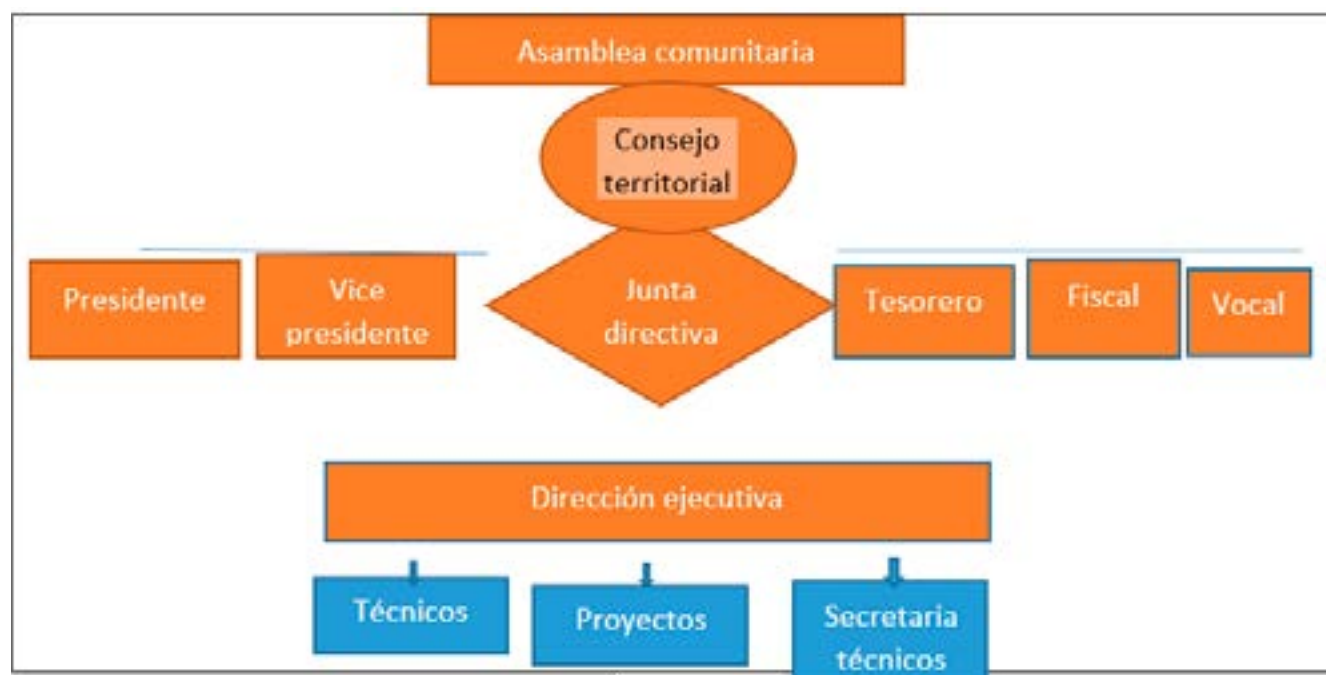 Asamblea comunitaria
Consejo
territorial
Presidente
Vice
presidente
Junta
directiva
Tesorero
Fiscal
Vocal
Dirección ejecutiva
Técnicos
Proyectos
Secretaria
técnicos